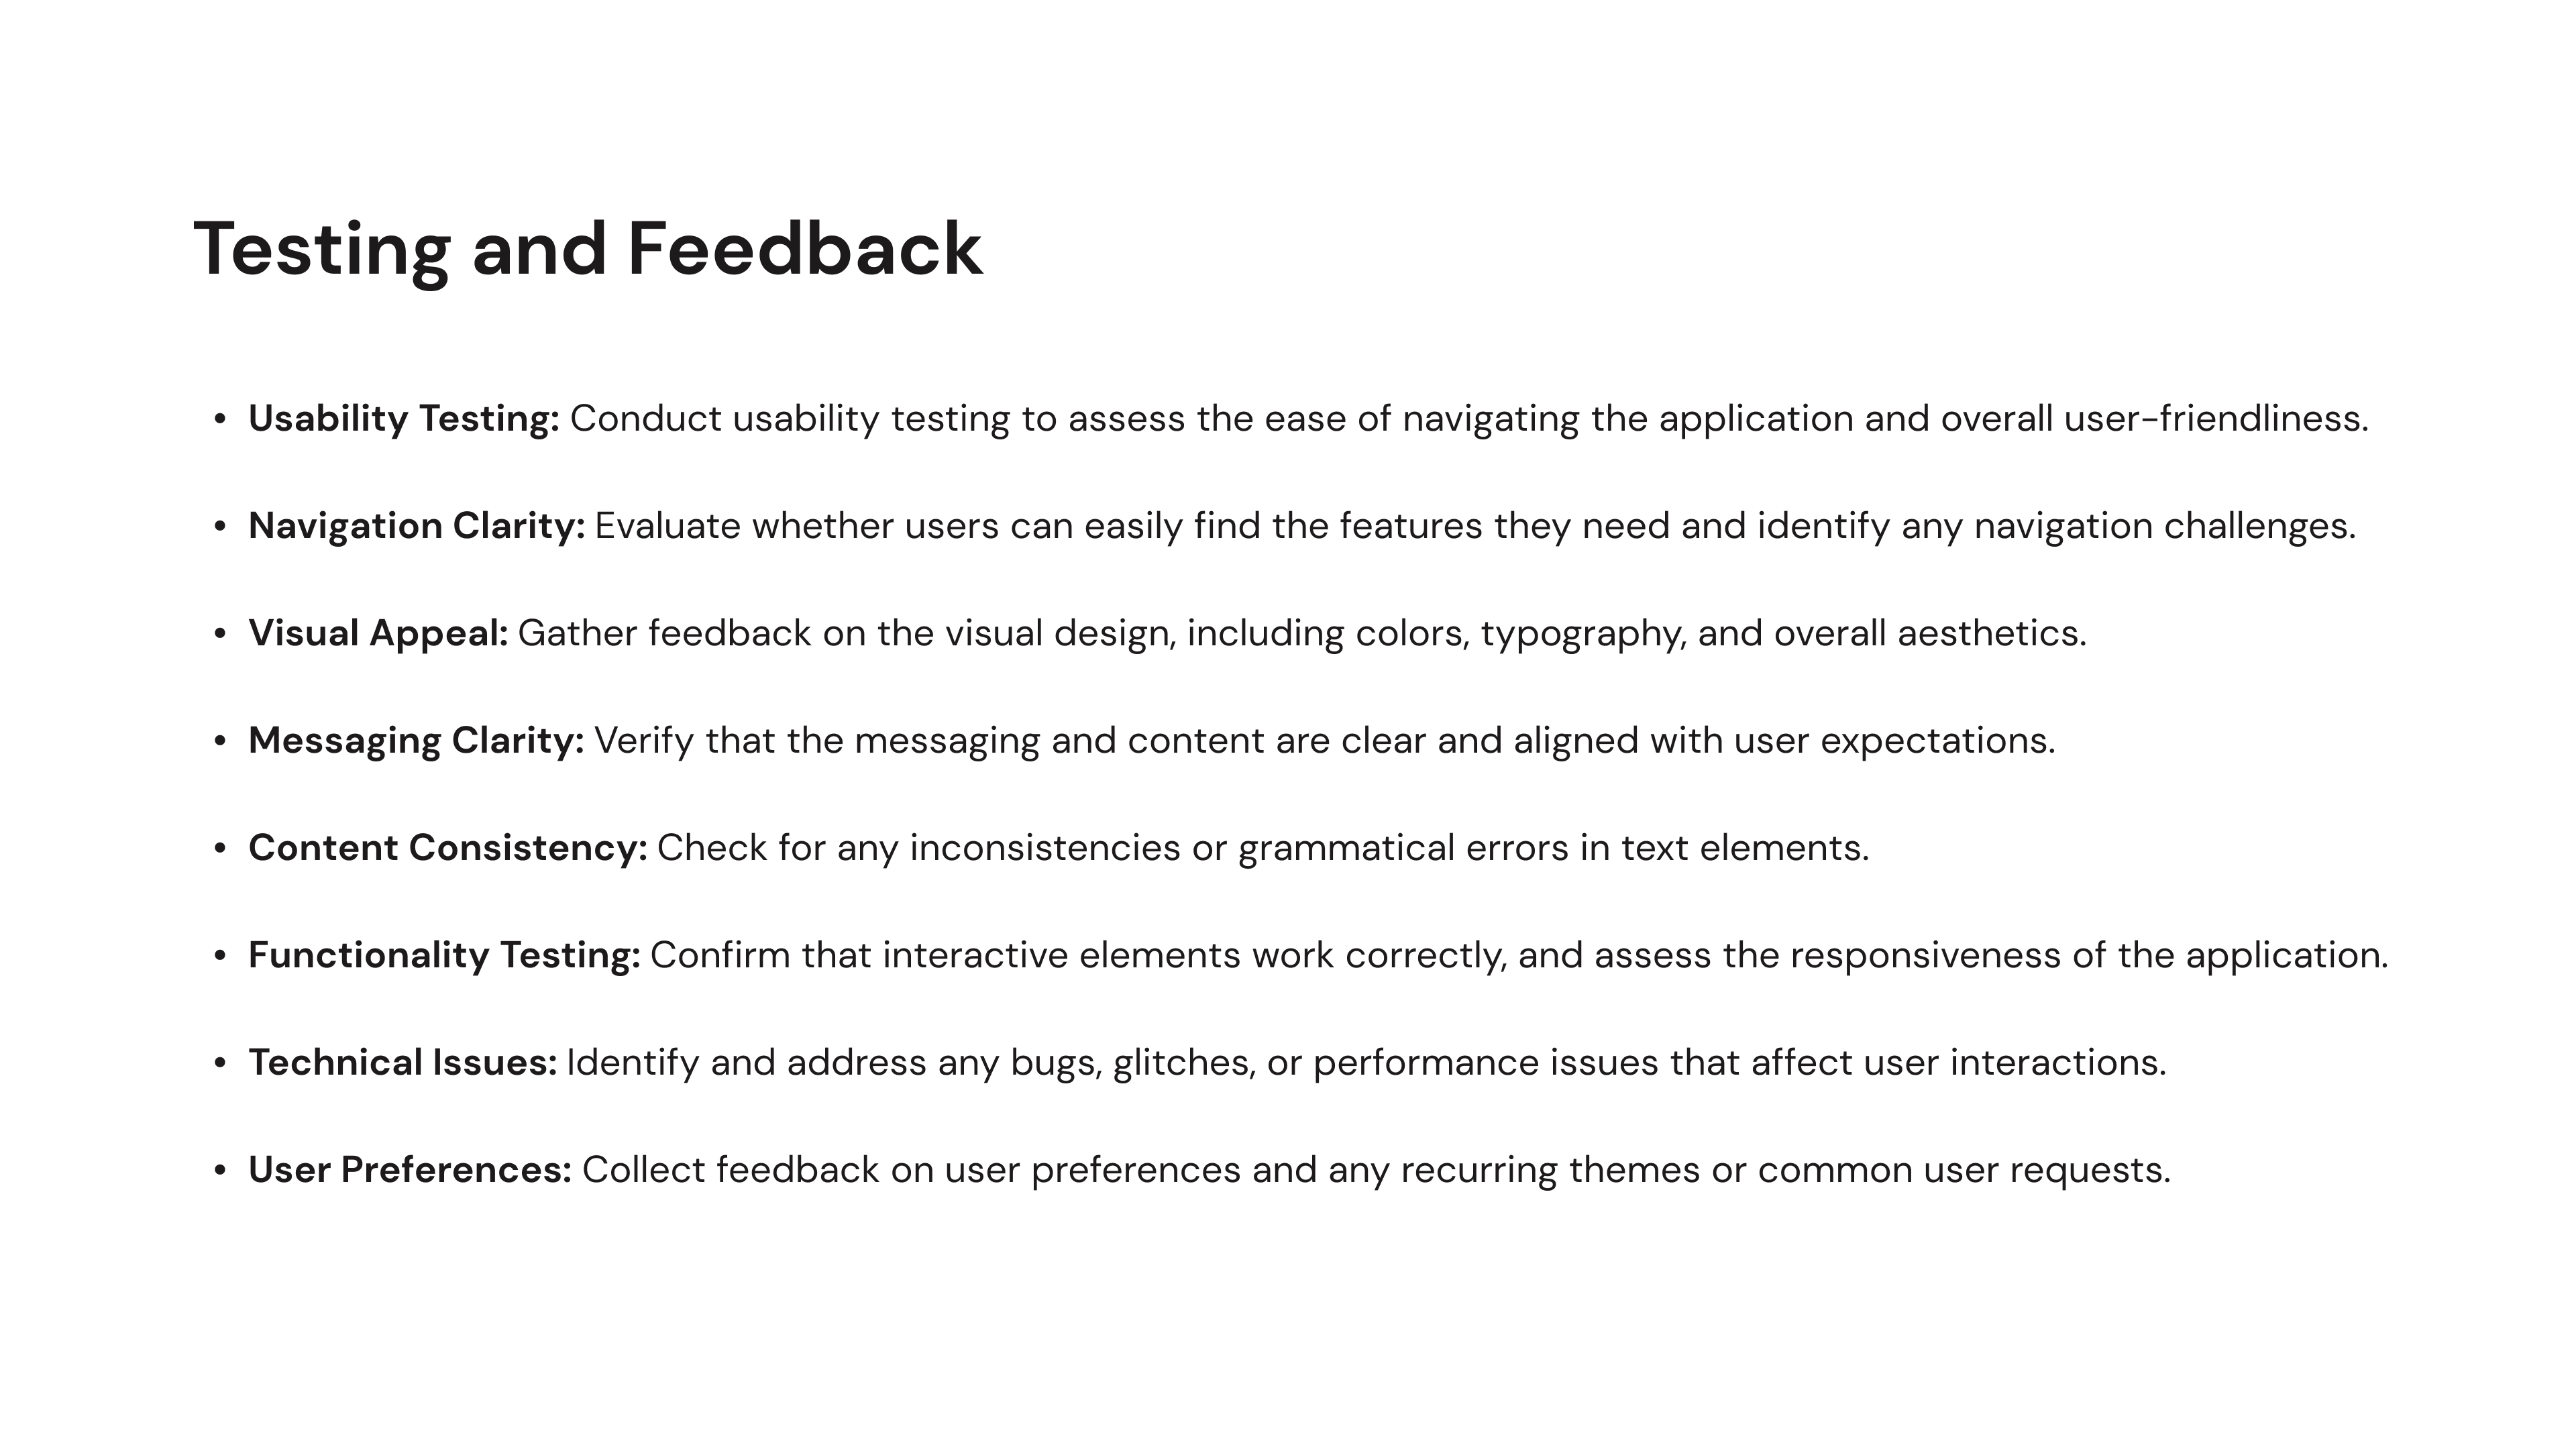 Testing and Feedback
• Usability Testing: Conduct usability testing to assess the ease of navigating the application and overall user-friendliness.
• Navigation Clarity: Evaluate whether users can easily find the features they need and identify any navigation challenges.
• Visual Appeal: Gather feedback on the visual design, including colors, typography, and overall aesthetics.
• Messaging Clarity: Verify that the messaging and content are clear and aligned with user expectations.
• Content Consistency: Check for any inconsistencies or grammatical errors in text elements.
• Functionality Testing: Confirm that interactive elements work correctly, and assess the responsiveness of the application.
• Technical Issues: Identify and address any bugs, glitches, or performance issues that affect user interactions.
• User Preferences: Collect feedback on user preferences and any recurring themes or common user requests.